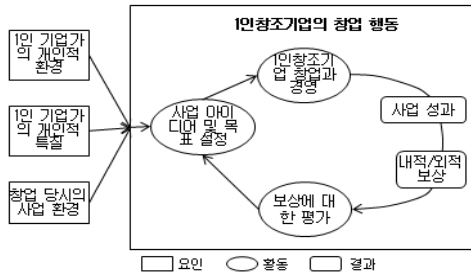 1인창조기업의 창업 행동
1인 기업가
의 개인적
환경
1인 기업가
의 개인적
특질
창업 당시의
사업 환경
사업 아이
디어 및 목
표 설정
1인창조기
업 창업과
경영
사업 성과
내적/외적
보상
보상에 대
한 평가
요인
활동
결과